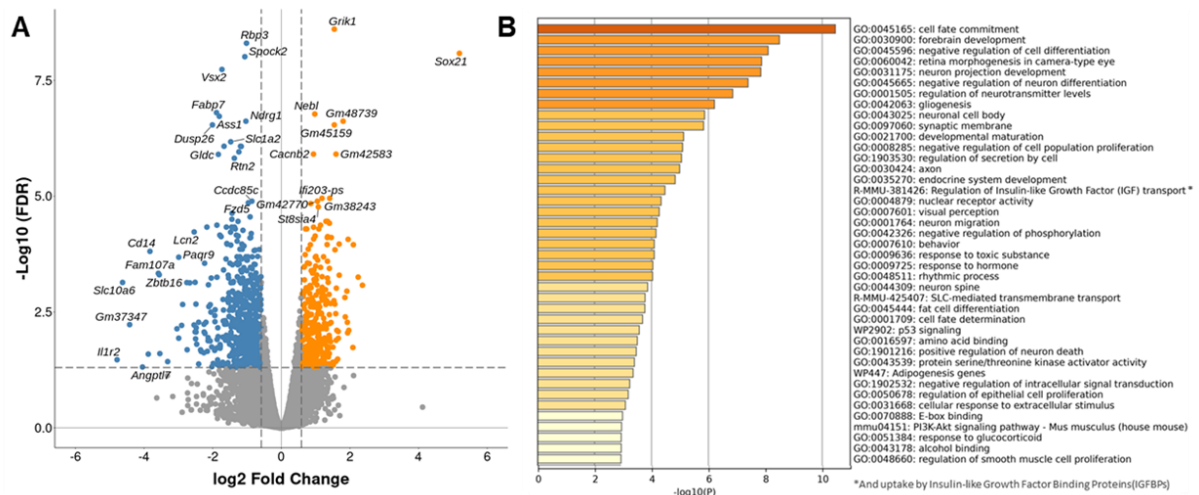 A
-Log10 (FDR)
7.5
5.0
2.5
0.0
-6
-4
-2
0
2
4
6
log2 Fold Change
Grik1
Rbp3
Spock2
Sox21
Vsx2
Fabp7
Ndrg1
Nebl
Gm48739
Ass1
Gm45159
Dusp26
Slc1a2
Gldc
Cacnb2
Gm42583
Rtn2
Ccdc85c
Ifi203-ps
Gm42770
Gm38243
Fzd5
St8sia4
Lcn2
Cd14
Paqr9
Fam107a
Zbtb16
Slc10a6
Gm37347
Il1r2
Angptl7
B
GO:0045165: cell fate commitment
GO:0030900: forebrain development
GO:0045596: negative regulation of cell differentiation
GO:0060042: retina morphogenesis in camera-type eye
GO:0031175: neuron projection development
GO:0045665: negative regulation of neuron differentiation
GO:0001505: regulation of neurotransmitter levels
GO:0042063: gliogenesis
GO:0043025: neuronal cell body
GO:0097060: synaptic membrane
GO:0021700: developmental maturation
GO:0008285: negative regulation of cell population proliferation
GO:1903530: regulation of secretion by cell
GO:0030424: axon
GO:0035270: endocrine system development
R-MMU-381426: Regulation of Insulin-like Growth Factor (IGF) transport *
GO:0004879: nuclear receptor activity
GO:0007601: visual perception
GO:0001764: neuron migration
GO:0042326: negative regulation of phosphorylation
GO:0007610: behavior
GO:0009636: response to toxic substance
GO:0009725: response to hormone
GO:0048511: rhythmic process
GO:0044309: neuron spine
R-MMU-425407: SLC-mediated transmembrane transport
GO:0045444: fat cell differentiation
GO:0001709: cell fate determination
WP2902: p53 signaling
GO:0016597: amino acid binding
GO:1901216: positive regulation of neuron death
GO:0043539: protein serine/threonine kinase activator activity
WP447: Adipogenesis genes
GO:1902532: negative regulation of intracellular signal transduction
GO:0050678: regulation of epithelial cell proliferation
GO:0031668: cellular response to extracellular stimulus
GO:0070888: E-box binding
mmu04151: PI3K-Akt signaling pathway - Mus musculus (house mouse)
GO:0051384: response to glucocorticoid
GO:0043178: alcohol binding
GO:0048660: regulation of smooth muscle cell proliferation
0
2
4
6
8
10
-log10(P)
*And uptake by Insulin-like Growth Factor Binding Proteins(IGFBPs)